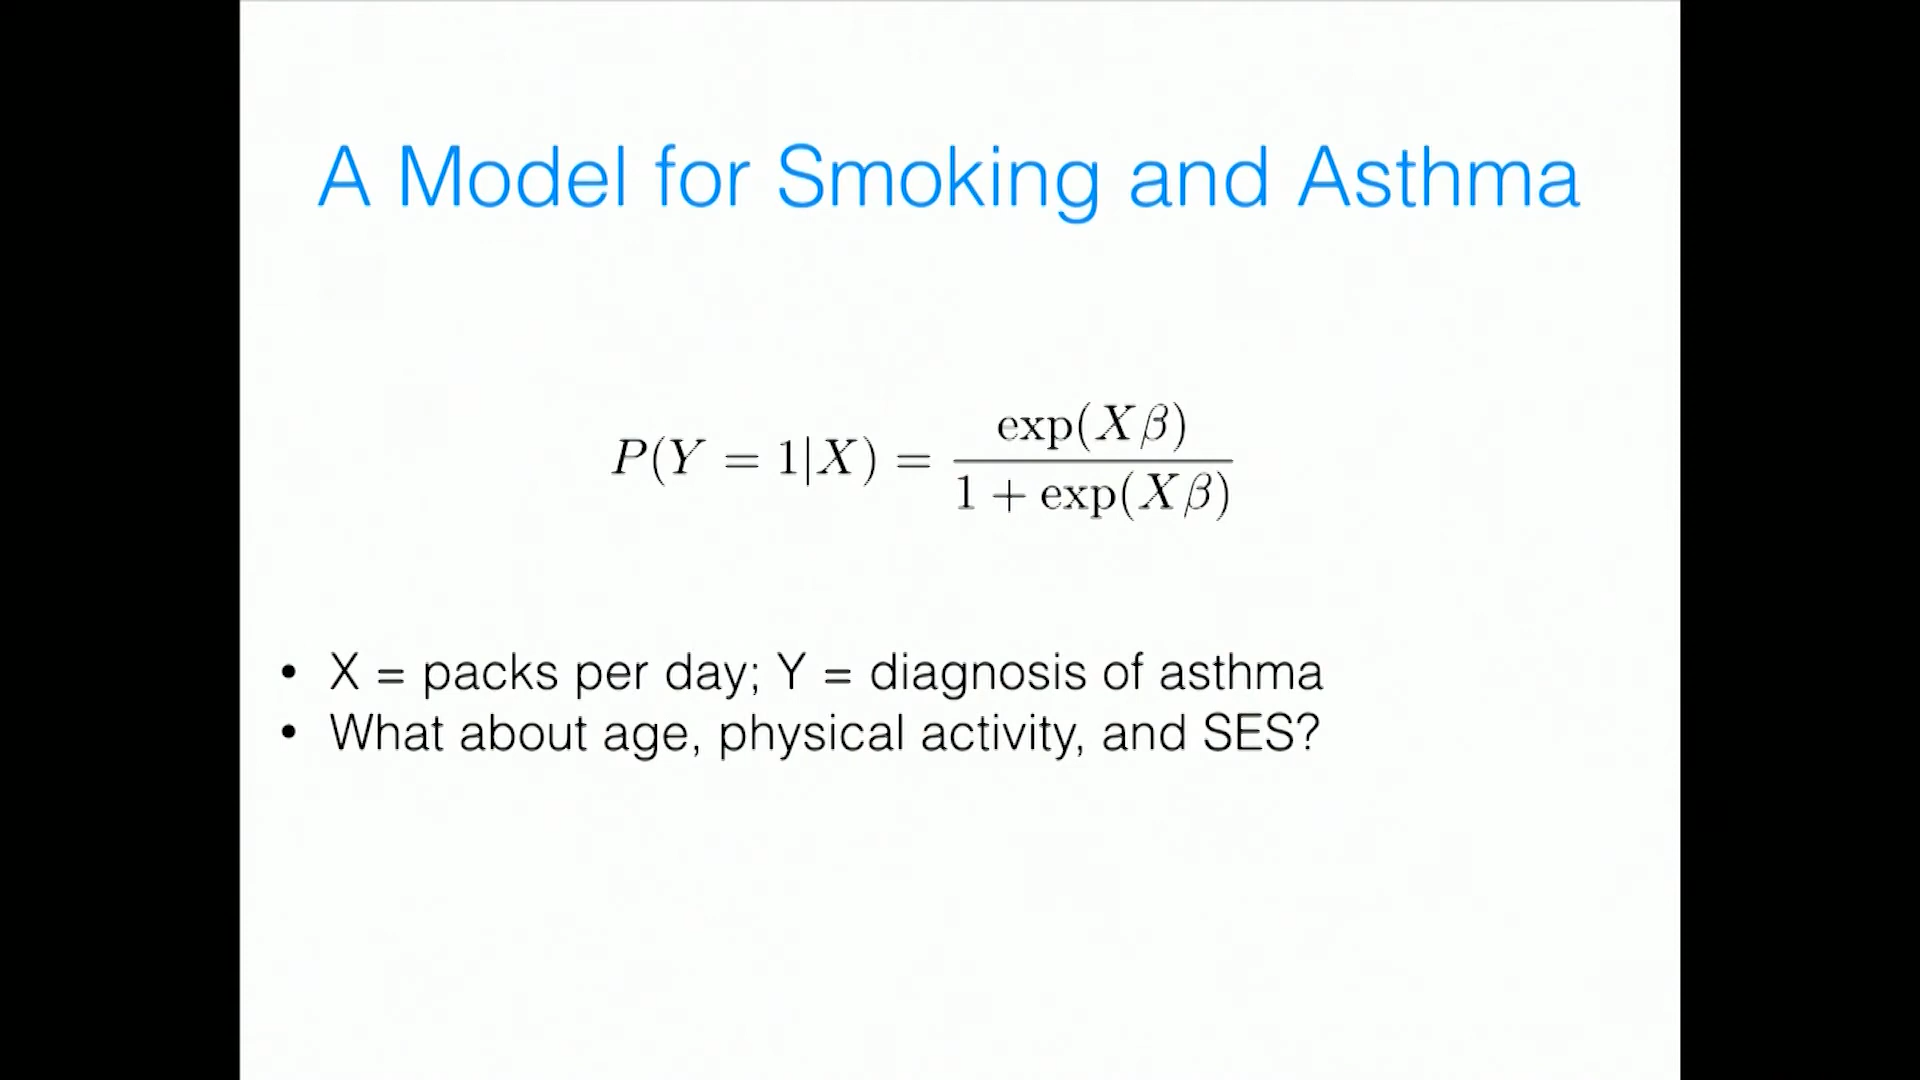 A Model for Smoking and Asthma
P(Y = 1|X) = exp(Xβ) / 1 + exp(Xβ)
• X = packs per day; Y = diagnosis of asthma
• What about age, physical activity, and SES?